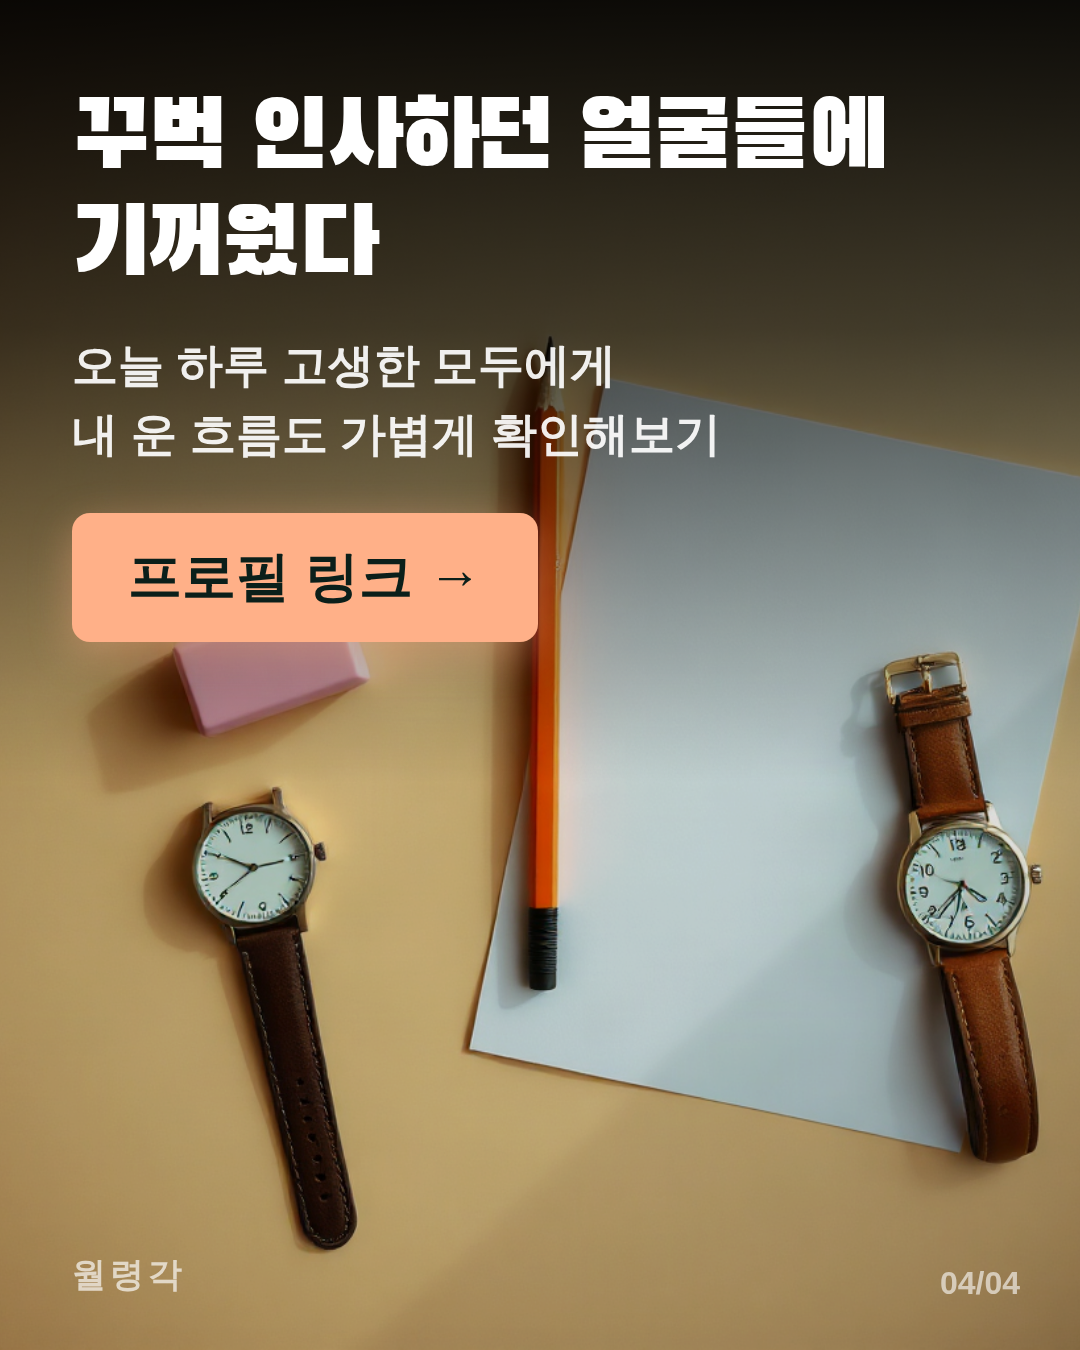 꾸벅 인사하던 얼굴들에
기꺼웠다
오늘 하루 고생한 모두에게
내 운 흐름도 가볍게 확인해보기
프로필 링크 →
월령각
04/04